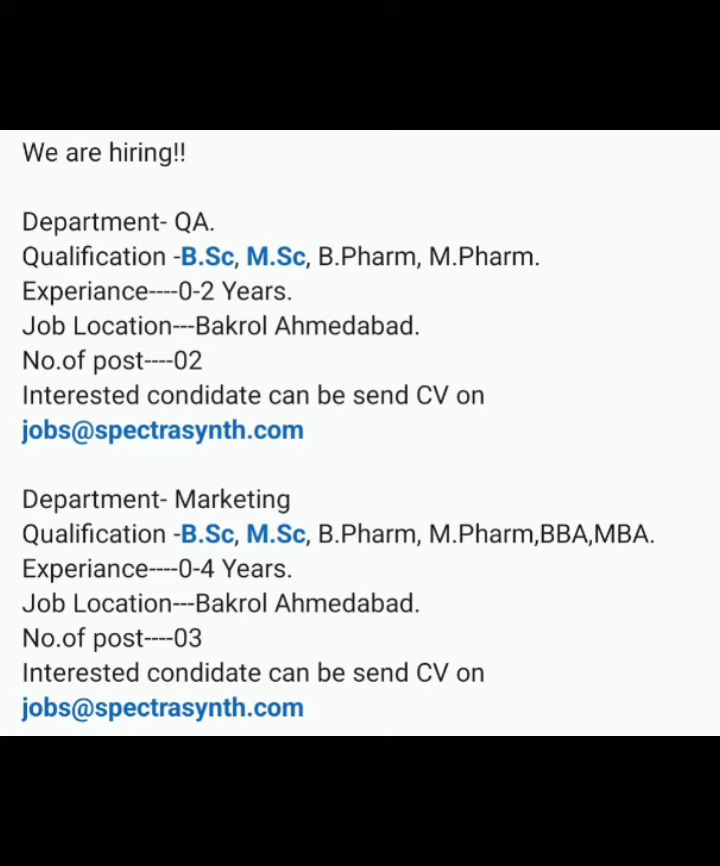 We are hiring!!
Department- QA.
Qualification -B.Sc, M.Sc, B.Pharm, M.Pharm.
Experiance----0-2 Years.
Job Location---Bakrol Ahmedabad.
No.of post----02
Interested condidate can be send CV on
jobs@spectrasynth.com
Department- Marketing
Qualification -B.Sc, M.Sc, B.Pharm, M.Pharm,BBA,MBA.
Experiance----0-4 Years.
Job Location---Bakrol Ahmedabad.
No.of post----03
Interested condidate can be send CV on
jobs@spectrasynth.com